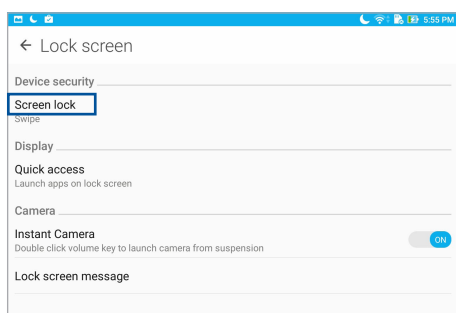 5:55 PM
Lock screen
Device security
Screen lock
Swipe
Display
Quick access
Launch apps on lock screen
Camera
Instant Camera
ON
Double click volume key to launch camera from suspension
Lock screen message